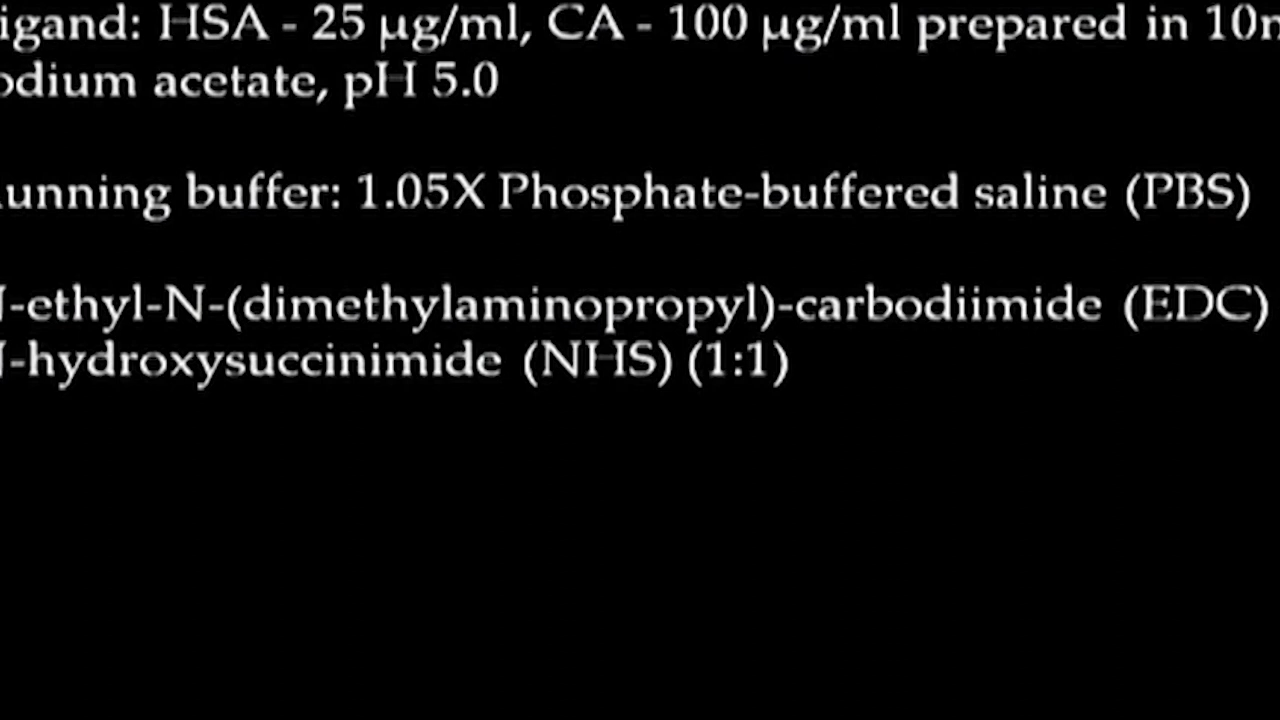 igand: HSA - 25 µg/ml, CA - 100 µg/ml prepared in 10
odium acetate, pH 5.0
unning buffer: 1.05X Phosphate-buffered saline (PBS)
-ethyl-N-(dimethylaminopropyl)-carbodiimide (EDC)
-hydroxysuccinimide (NHS) (1:1)